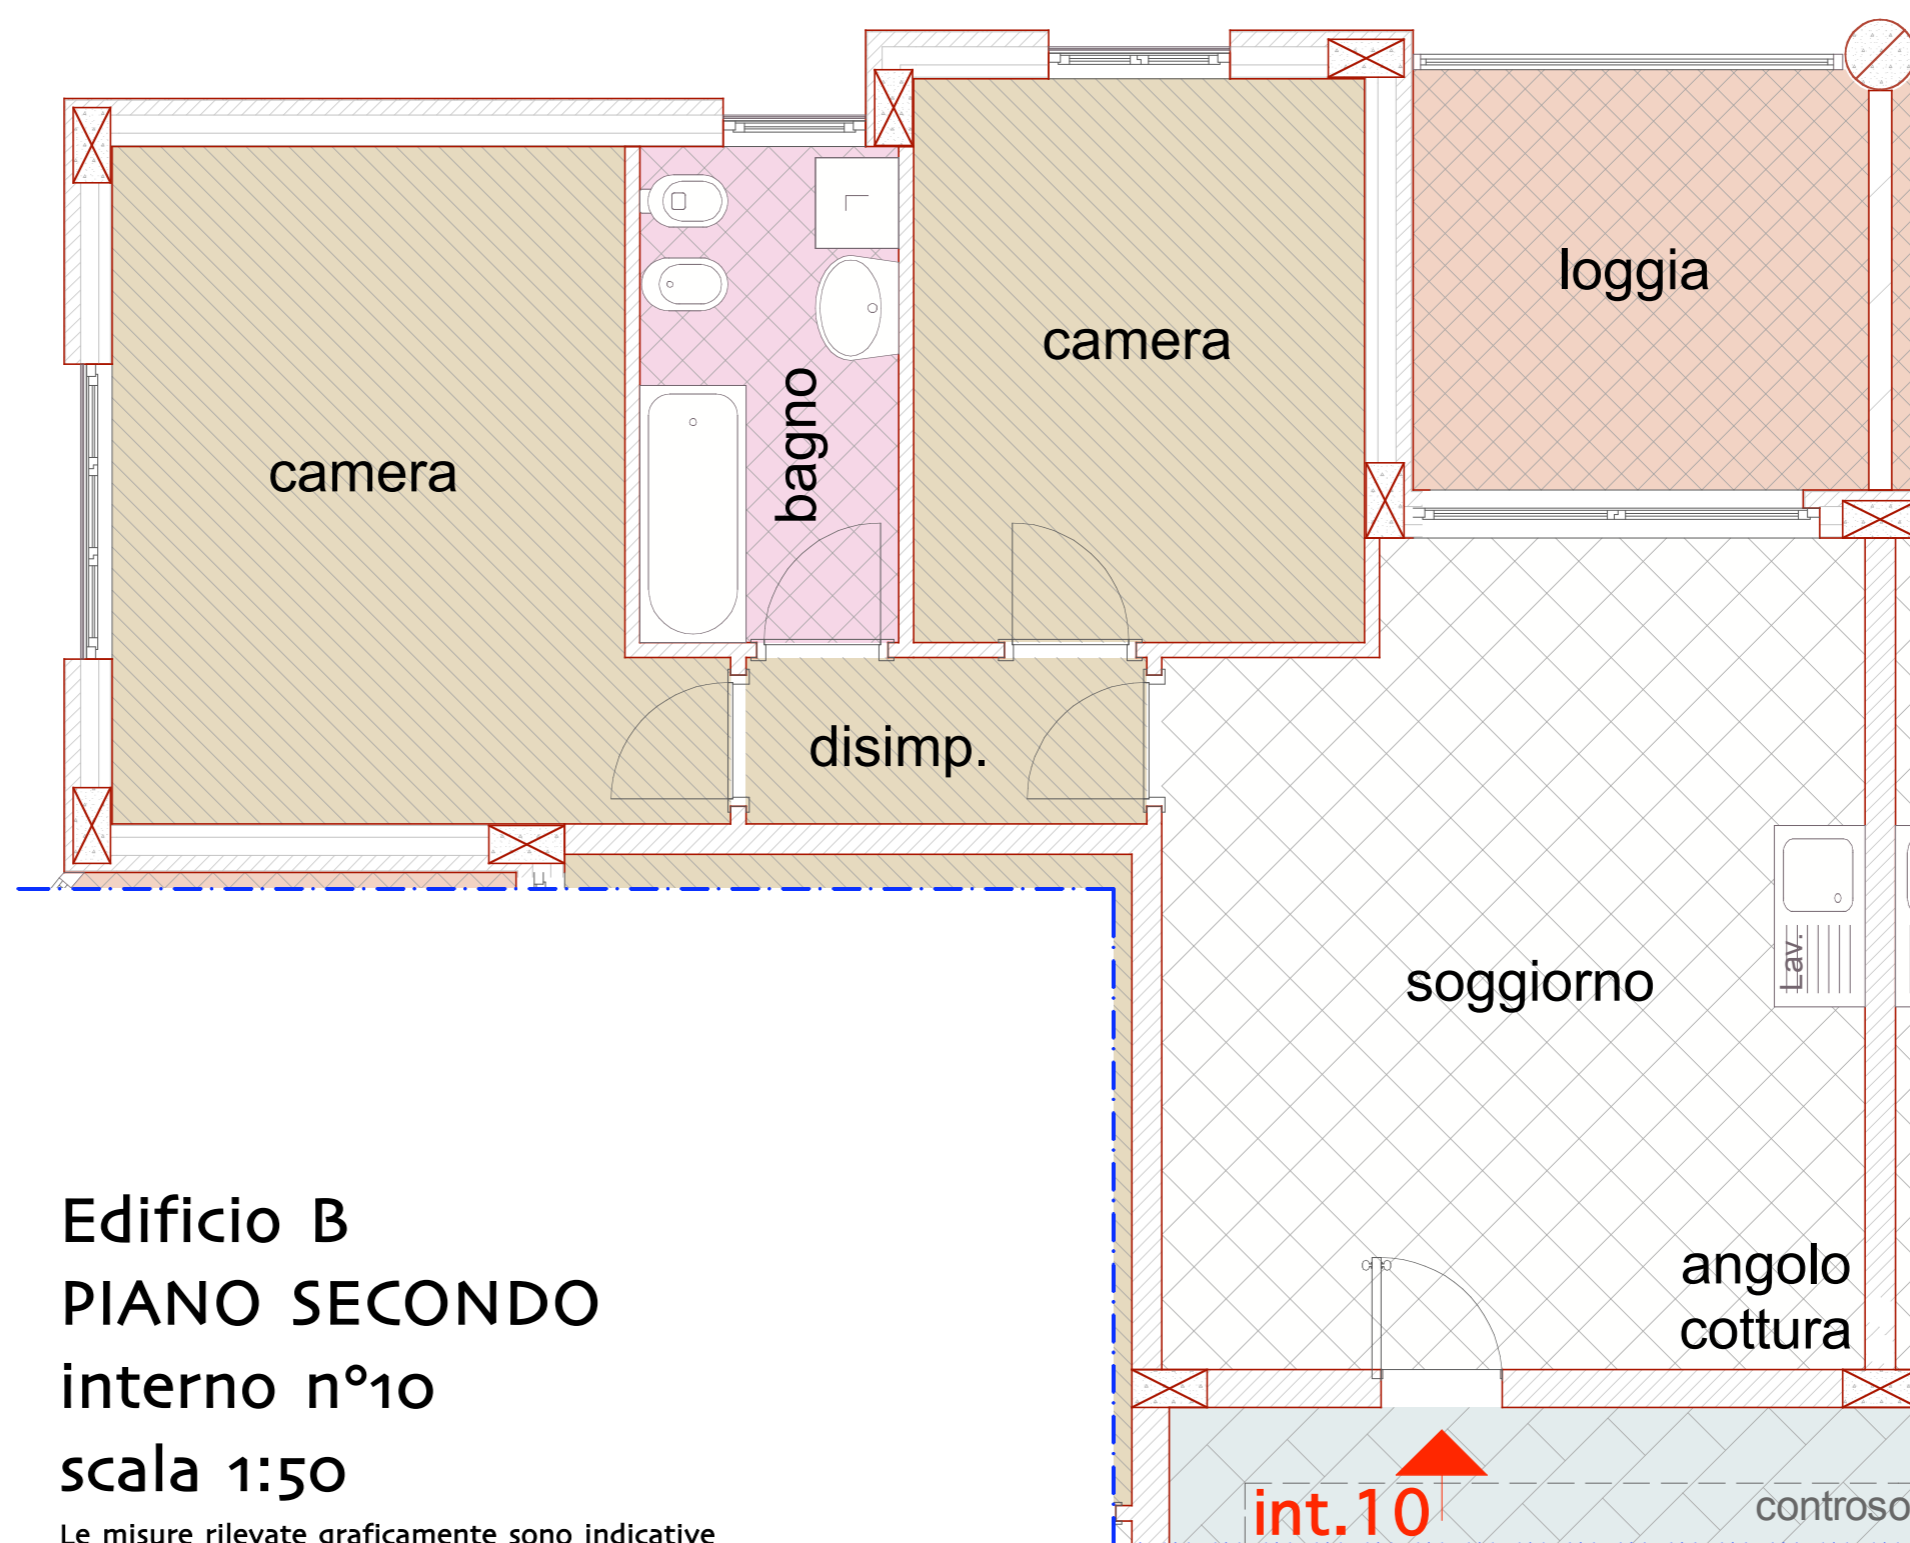 loggia
camera
camera
bagno
disimp.
soggiorno
Lav.
angolo
cottura
Edificio B
PIANO SECONDO
interno n°10
scala 1:50
Le misure rilevate graficamente sono indicative
int.10
controso